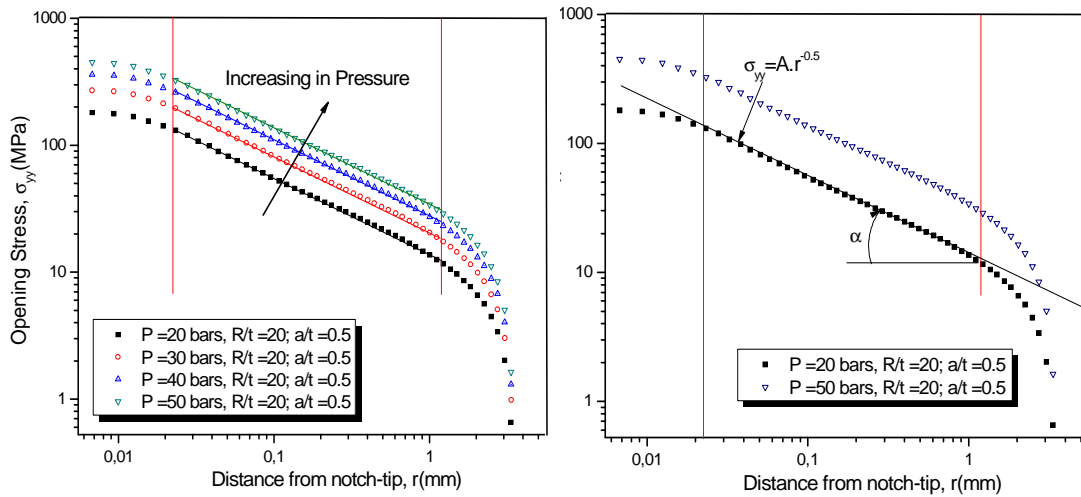 1000
100
10
1
Opening Stress, σyy(MPa)
Increasing in Pressure
P =20 bars, R/t =20; a/t =0.5
P =30 bars, R/t =20; a/t =0.5
P =40 bars, R/t =20; a/t =0.5
P =50 bars, R/t =20; a/t =0.5
0,01
0,1
1
Distance from notch-tip, r(mm)
1000
100
10
1
σyy=A.r-0.5
α
P =20 bars, R/t =20; a/t =0.5
P =50 bars, R/t =20; a/t =0.5
0,01
0,1
1
Distance from notch-tip, r(mm)